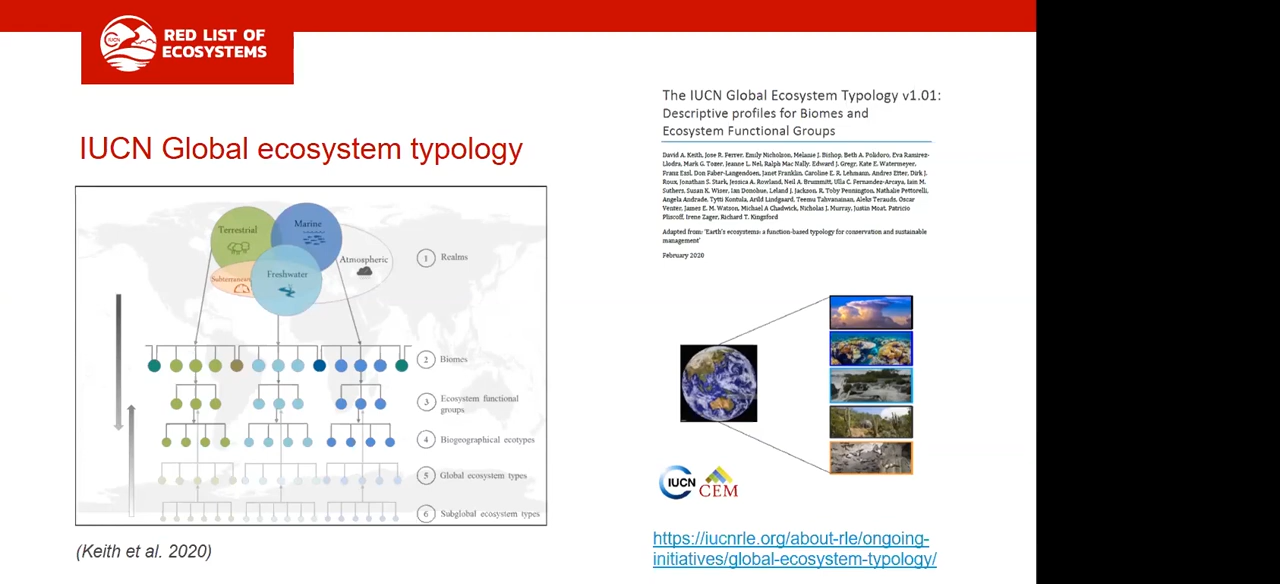 IUCN
RED LIST OF
ECOSYSTEMS
IUCN Global ecosystem typology
Terrestrial
Marine
Subterranean
Freshwater
Atmospheric
1 Realms
2 Biomes
3 Ecosystem functional
groups
4 Biogeographical ecotypes
5 Global ecosystem types
6 Subglobal ecosystem types
(Keith et al. 2020)
The IUCN Global Ecosystem Typology v1.01:
Descriptive profiles for Biomes and
Ecosystem Functional Groups
David A. Keith, Jose R. Ferrer, Emily Nicholson, Melanie J. Bishop, Beth A. Polidoro, Eva Ramirez-
Llodra, Mark G. Tozer, Jeanne L. Nel, Ralph Mac Nally, Edward J. Gregr, Kate E. Watermeyer,
Franz Essl, Don Faber-Langendoen, Janet Franklin, Caroline E. R. Lehmann, Andres Etter, Dirk J.
Roux, Jonathan S. Stark, Jessica A. Rowland, Neil A. Brummitt, Ulla C. Fernandez-Arcaya, Iain M.
Suthers, Susan K. Wiser, Ian Donohue, Leland J. Jackson, R. Toby Pennington, Nathalie Pettorelli,
Angela Andrade, Tytti Kontula, Arild Lindgaard, Teemu Tahvanainan, Aleks Terauds, Oscar
Venter, James E. M. Watson, Michael A Chadwick, Nicholas J. Murray, Justin Moat, Patricio
Pliscoff, Irene Zager, Richard T. Kingsford
Adapted from: 'Earth's ecosystems: a function-based typology for conservation and sustainable
management'
February 2020
IUCN
CEM
https://iucnrle.org/about-rle/ongoing-
initiatives/global-ecosystem-typology/